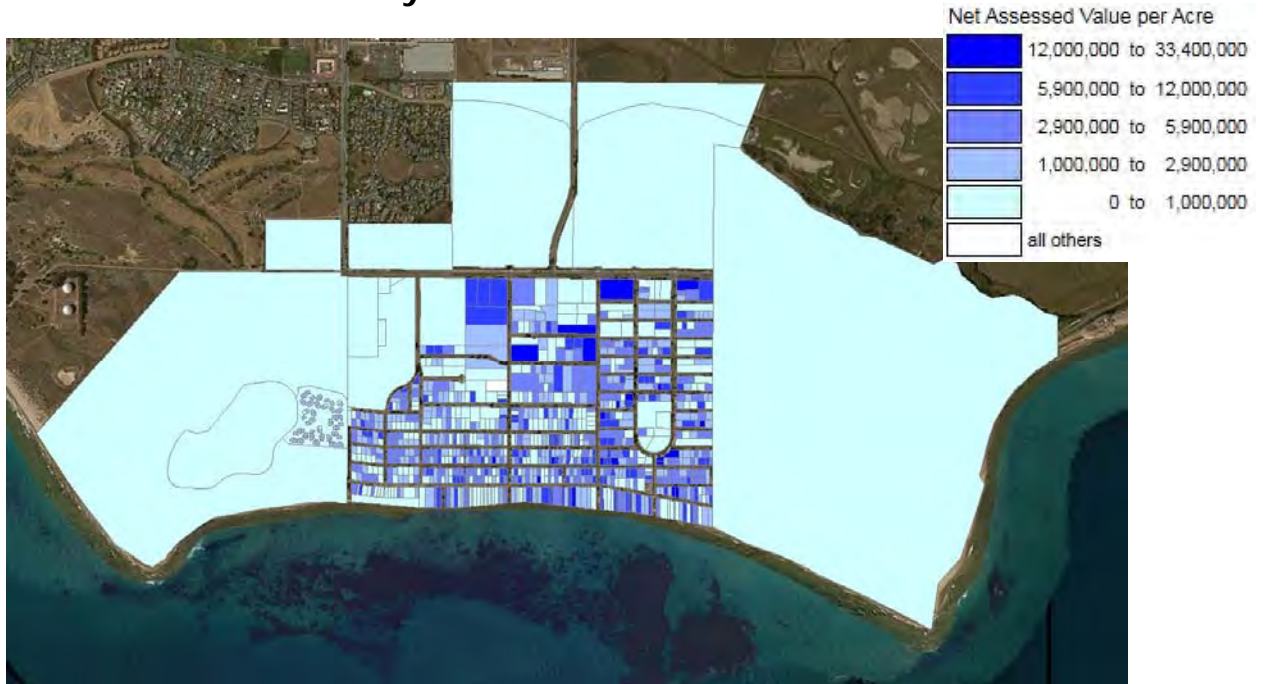 Net Assessed Value per Acre
12,000,000 to 33,400,000
5,900,000 to 12,000,000
2,900,000 to 5,900,000
1,000,000 to 2,900,000
0 to 1,000,000
all others